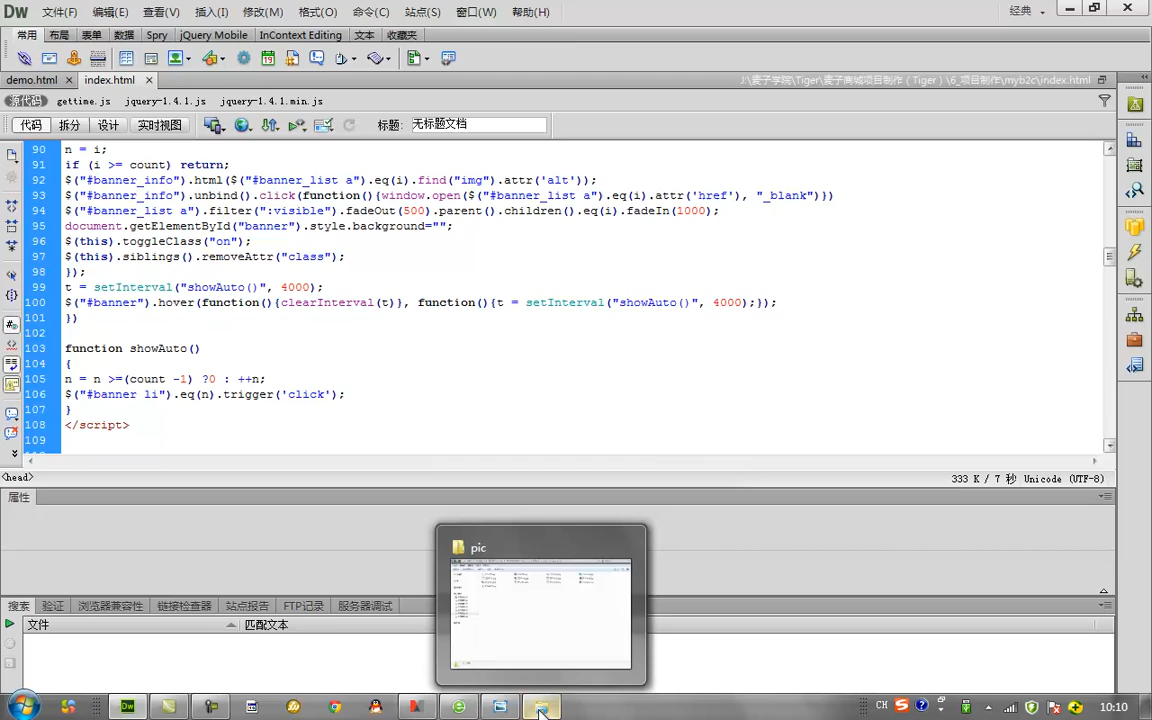 Dw 文件(F) 编辑(E) 查看(V) 插入(I) 修改(M) 格式(O) 命令(C) 站点(S) 窗口(W) 帮助(H) 经典
常用 布局 表单 数据 Spry jQuery Mobile InContext Editing 文本 收藏夹
demo.html index.html J:\麦子学院\Tiger\麦子商城项目制作（Tiger）\6_项目制作\myb2c\index.html
源代码 gettime.js jquery-1.4.1.js jquery-1.4.1.min.js
代码 拆分 设计 实时视图 标题: 无标题文档
90 n = i;
91 if (i >= count) return;
92 $("#banner_info").html($("#banner_list a").eq(i).find("img").attr('alt'));
93 $("#banner_info").unbind().click(function(){window.open($("#banner_list a").eq(i).attr('href'), "_blank")})
94 $("#banner_list a").filter(":visible").fadeOut(500).parent().children().eq(i).fadeIn(1000);
95 document.getElementById("banner").style.background="";
96 $(this).toggleClass("on");
97 $(this).siblings().removeAttr("class");
98 });
99 t = setInterval("showAuto()", 4000);
100 $("#banner").hover(function(){clearInterval(t)}, function(){t = setInterval("showAuto()", 4000);});
101 })
102
103 function showAuto()
104 {
105 n = n >=(count -1) ?0 : ++n;
106 $("#banner li").eq(n).trigger('click');
107 }
108 </script>
109
<head> 333 K / 7 秒 Unicode (UTF-8)
属性
pic
搜索 验证 浏览器兼容性 链接检查器 站点报告 FTP记录 服务器调试
文件 匹配文本
Dw CH 10:10